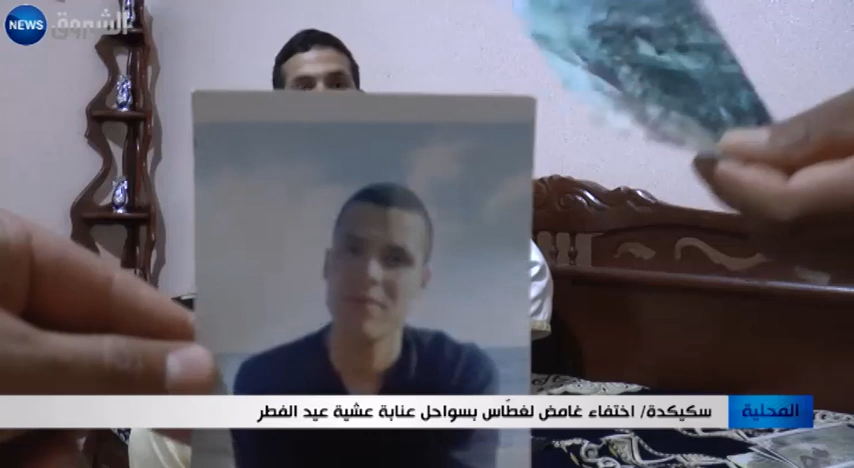 NEWS الشروق
سكيكدة/ اختفاء غامض لغطّاس بسواحل عنابة عشية عيد الفطر
المحلية